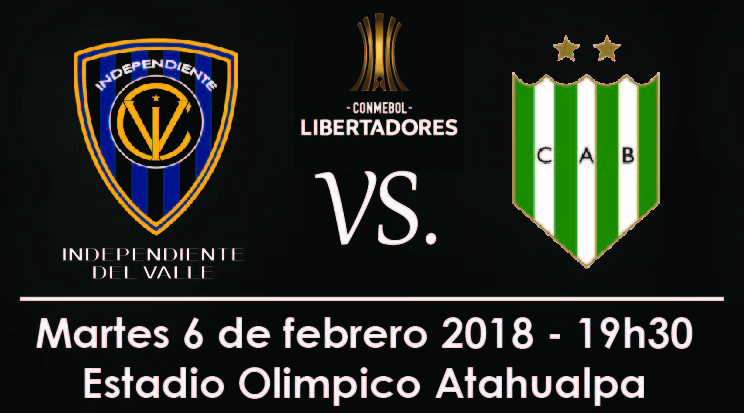 INDEPENDIENTE
INDEPENDIENTE
DEL VALLE
- CONMEBOL -
LIBERTADORES
VS.
C A B
Martes 6 de febrero 2018 - 19h30
Estadio Olimpico Atahualpa